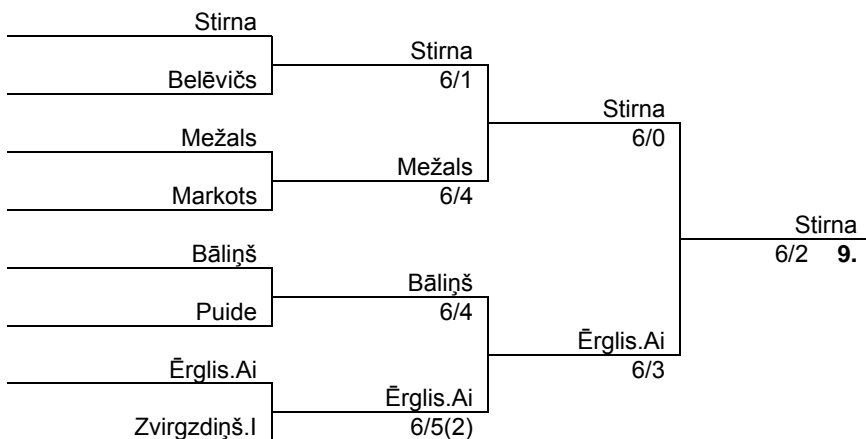 Stirna
Stirna
Belēvičs
6/1
Stirna
Mežals
6/0
Mežals
Markots
6/4
Stirna
Bāliņš
6/2 9.
Bāliņš
Puide
6/4
Ērglis.Ai
Ērglis.Ai
6/3
Ērglis.Ai
Zvirgzdiņš.I
6/5(2)